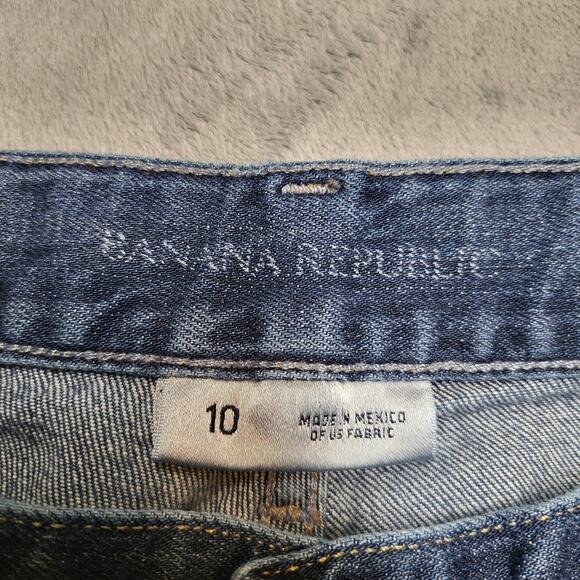 BANANA REPUBLIC
10
MADE IN MEXICO
OF US FABRIC